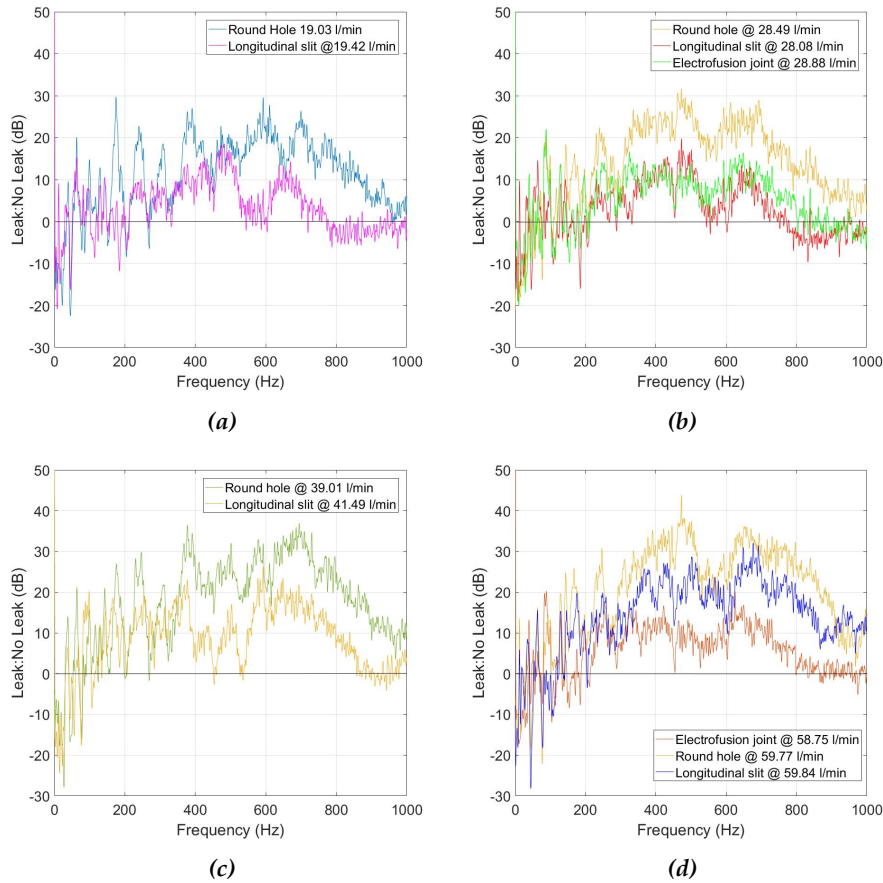 50
40
30
20
10
0
-10
-20
-30
Leak:No Leak (dB)
Round Hole 19.03 l/min
Longitudinal slit @19.42 l/min
0 200 400 600 800 1000
Frequency (Hz)
(a)
50
40
30
20
10
0
-10
-20
-30
Leak:No Leak (dB)
Round hole @ 28.49 l/min
Longitudinal slit @ 28.08 l/min
Electrofusion joint @ 28.88 l/min
0 200 400 600 800 1000
Frequency (Hz)
(b)
50
40
30
20
10
0
-10
-20
-30
Leak:No Leak (dB)
Round hole @ 39.01 l/min
Longitudinal slit @ 41.49 l/min
0 200 400 600 800 1000
Frequency (Hz)
(c)
50
40
30
20
10
0
-10
-20
-30
Leak:No Leak (dB)
Electrofusion joint @ 58.75 l/min
Round hole @ 59.77 l/min
Longitudinal slit @ 59.84 l/min
0 200 400 600 800 1000
Frequency (Hz)
(d)